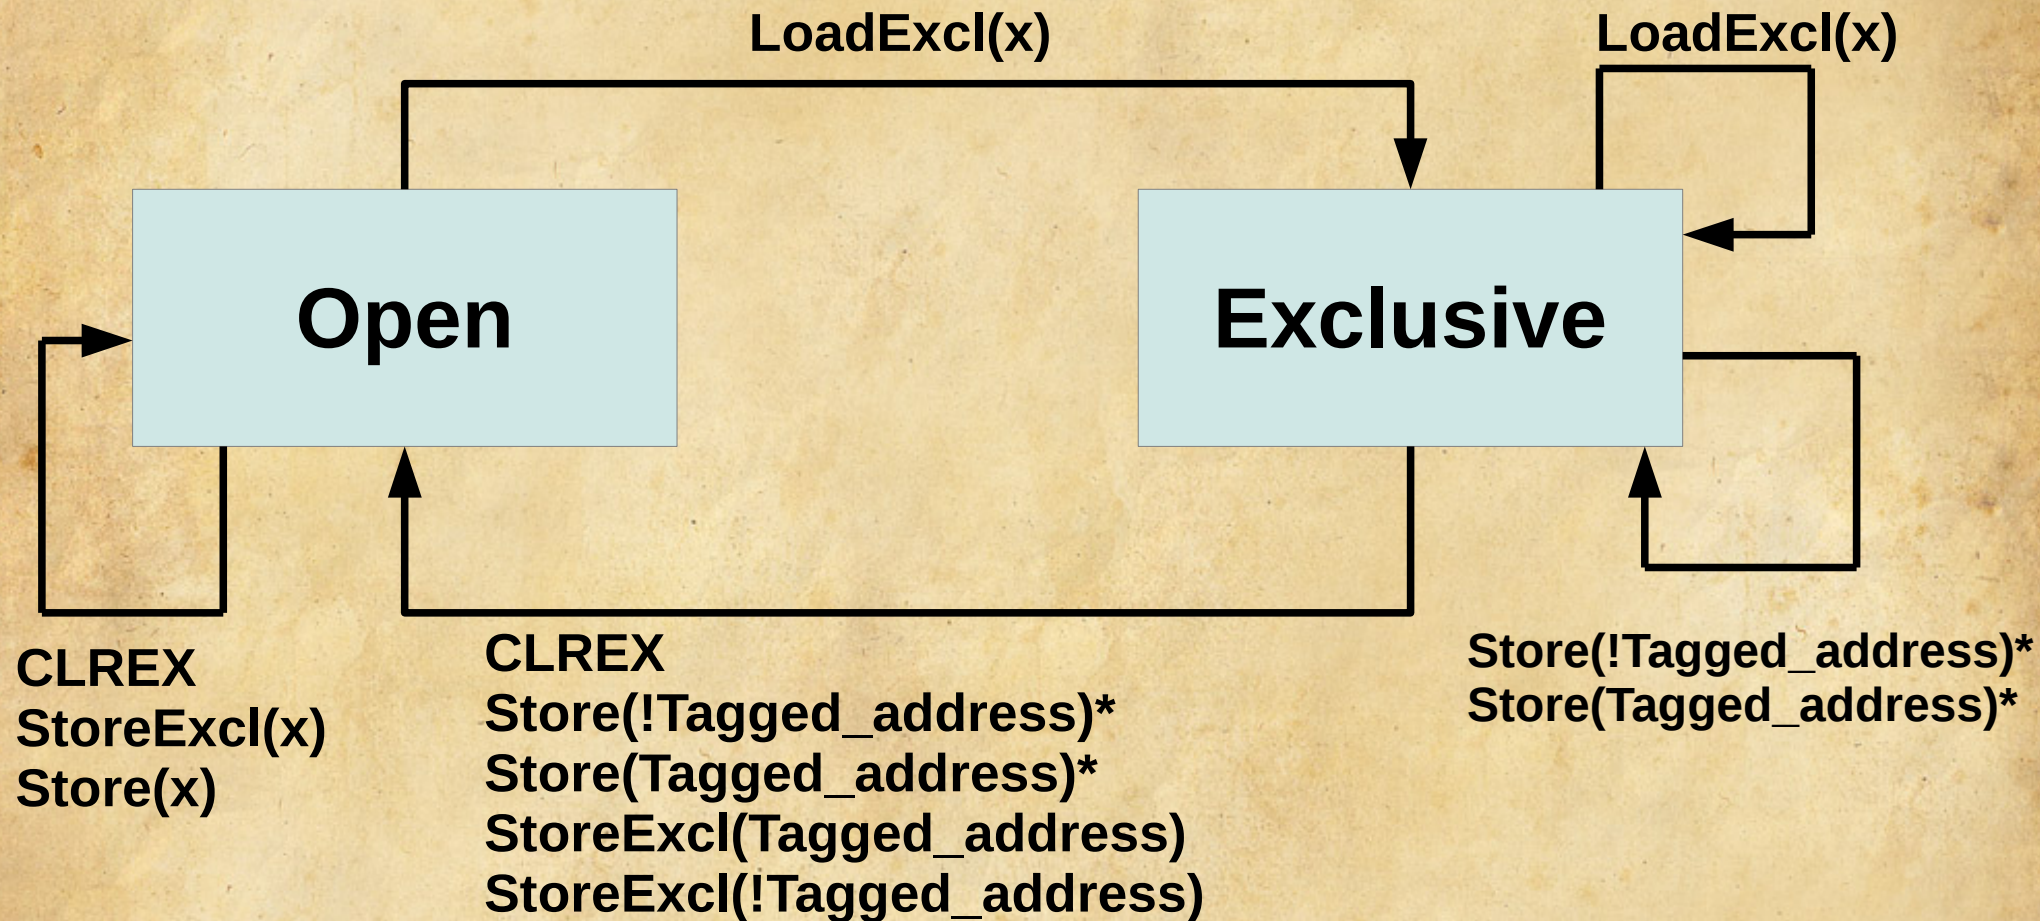 LoadExcl(x)
LoadExcl(x)
Open
Exclusive
CLREX
StoreExcl(x)
Store(x)
CLREX
Store(!Tagged_address)*
Store(Tagged_address)*
StoreExcl(Tagged_address)
StoreExcl(!Tagged_address)
Store(!Tagged_address)*
Store(Tagged_address)*